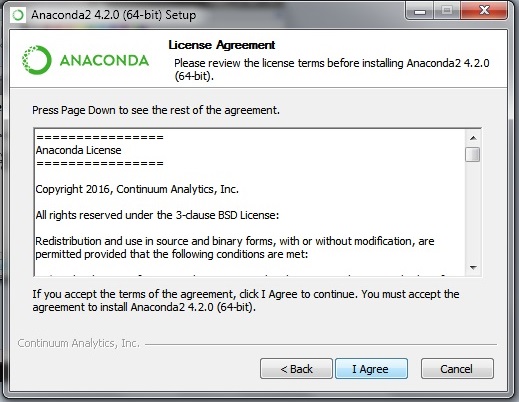 Anaconda2 4.2.0 (64-bit) Setup
ANACONDA
License Agreement
Please review the license terms before installing Anaconda2 4.2.0
(64-bit).
Press Page Down to see the rest of the agreement.
================
Anaconda License
================
Copyright 2016, Continuum Analytics, Inc.
All rights reserved under the 3-clause BSD License:
Redistribution and use in source and binary forms, with or without modification, are
permitted provided that the following conditions are met:
If you accept the terms of the agreement, click I Agree to continue. You must accept the
agreement to install Anaconda2 4.2.0 (64-bit).
Continuum Analytics, Inc.
< Back
I Agree
Cancel